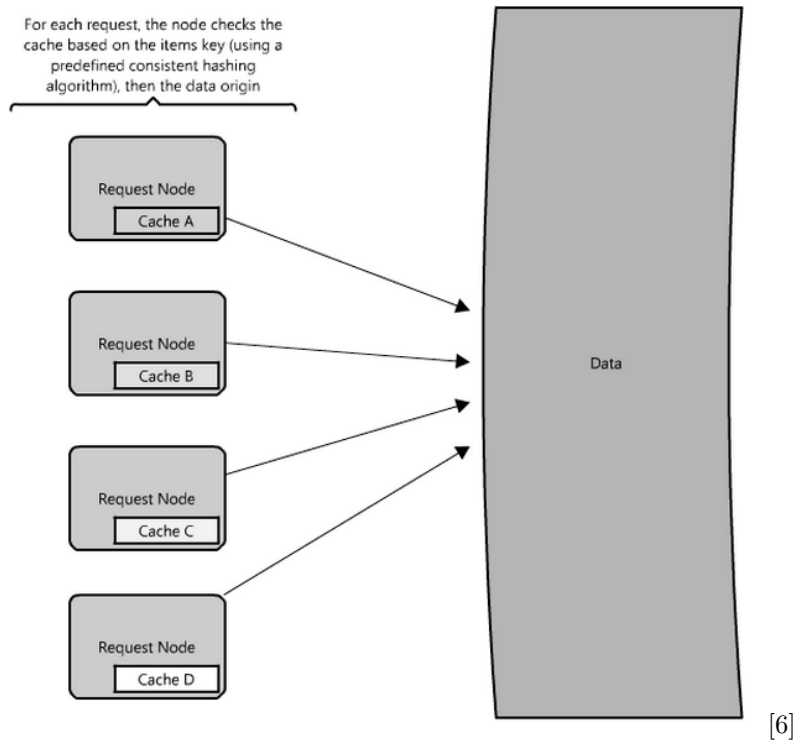 For each request, the node checks the
cache based on the items key (using a
predefined consistent hashing
algorithm), then the data origin
Request Node
Cache A
Request Node
Cache B
Data
Request Node
Cache C
Request Node
Cache D
[6]